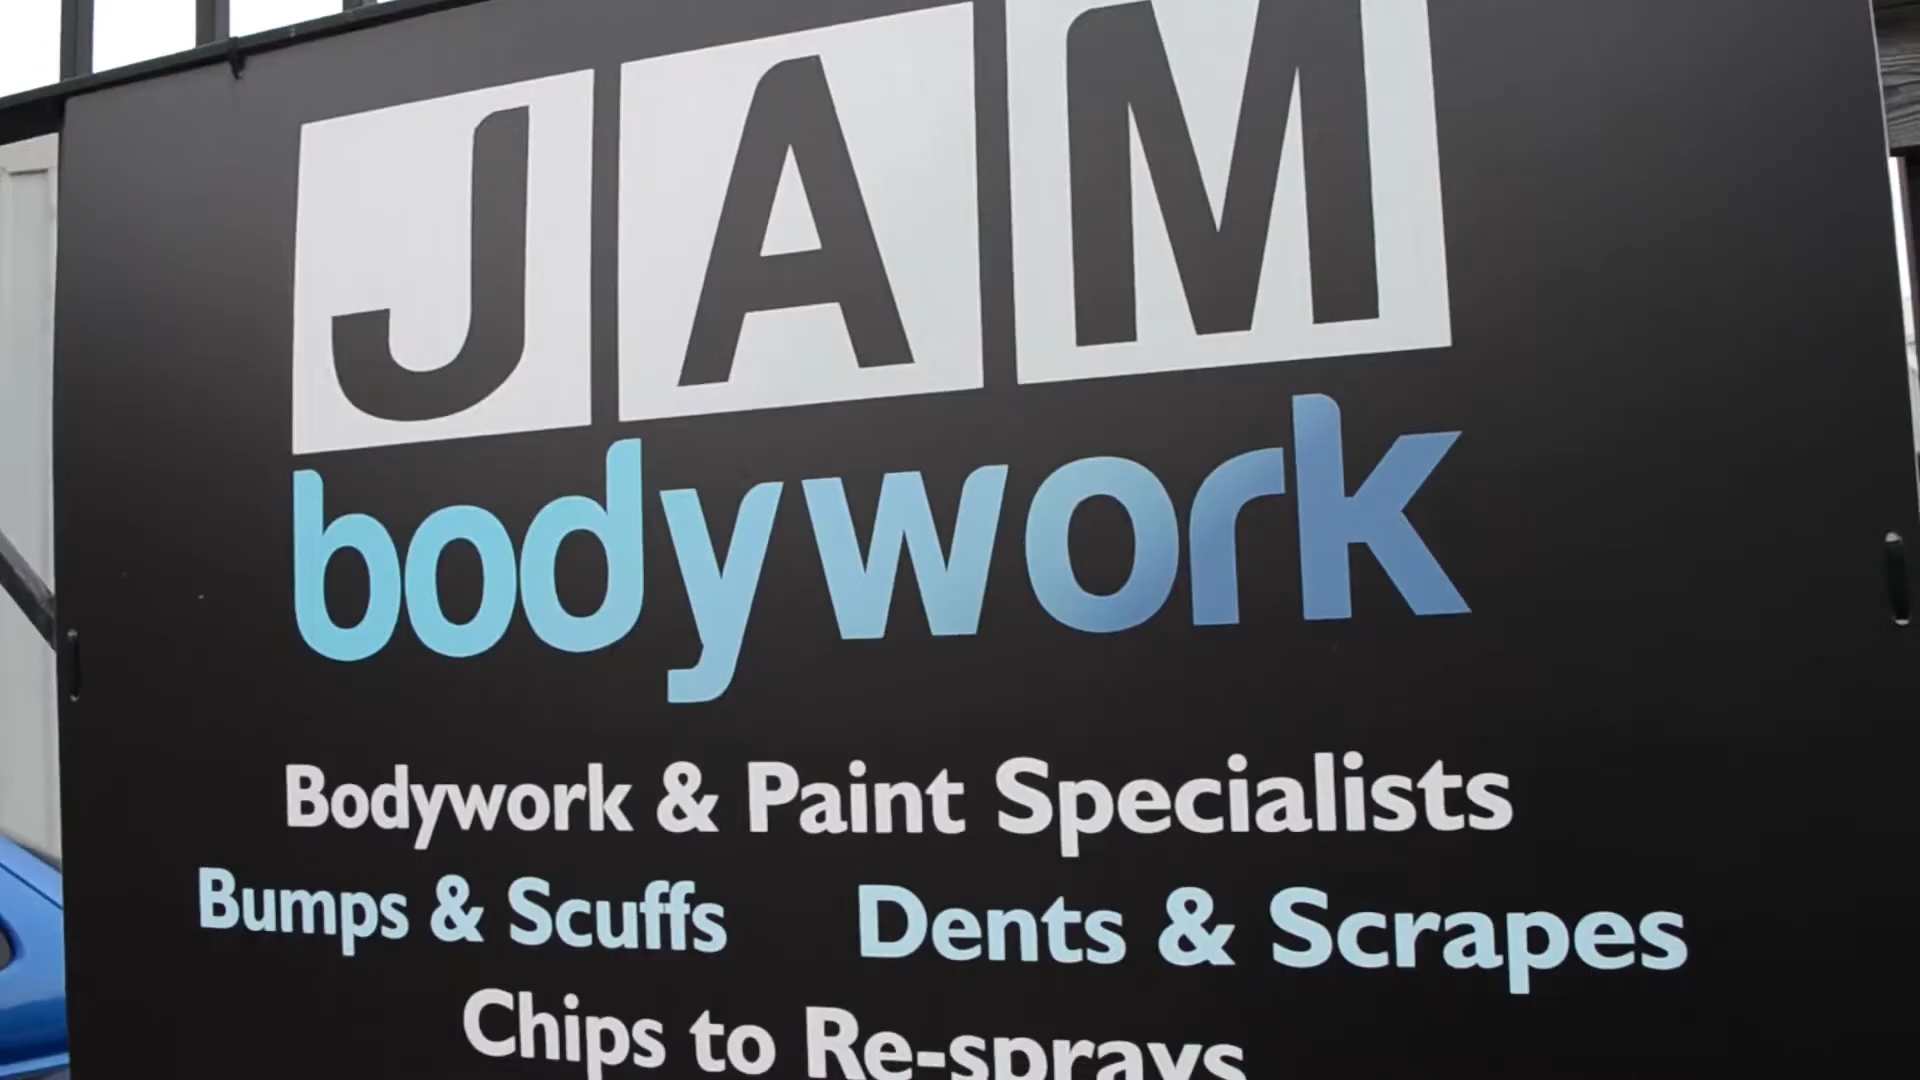 JAM
bodywork
Bodywork & Paint Specialists
Bumps & Scuffs Dents & Scrapes
Chips to Re-sprays